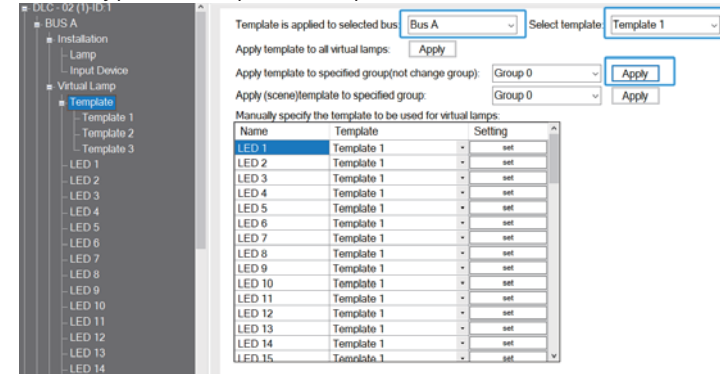 DLC - 02 (1)-ID:1
BUS A
Installation
Lamp
Input Device
Virtual Lamp
Template
Template 1
Template 2
Template 3
LED 1
LED 2
LED 3
LED 4
LED 5
LED 6
LED 7
LED 8
LED 9
LED 10
LED 11
LED 12
LED 13
LED 14
Template is applied to selected bus: Bus A Select template: Template 1
Apply template to all virtual lamps: Apply
Apply template to specified group(not change group): Group 0 Apply
Apply (scene)template to specified group: Group 0 Apply
Manually specify the template to be used for virtual lamps:
Name Template Setting
LED 1 Template 1 set
LED 2 Template 1 set
LED 3 Template 1 set
LED 4 Template 1 set
LED 5 Template 1 set
LED 6 Template 1 set
LED 7 Template 1 set
LED 8 Template 1 set
LED 9 Template 1 set
LED 10 Template 1 set
LED 11 Template 1 set
LED 12 Template 1 set
LED 13 Template 1 set
LED 14 Template 1 set
LED 15 Template 1 set